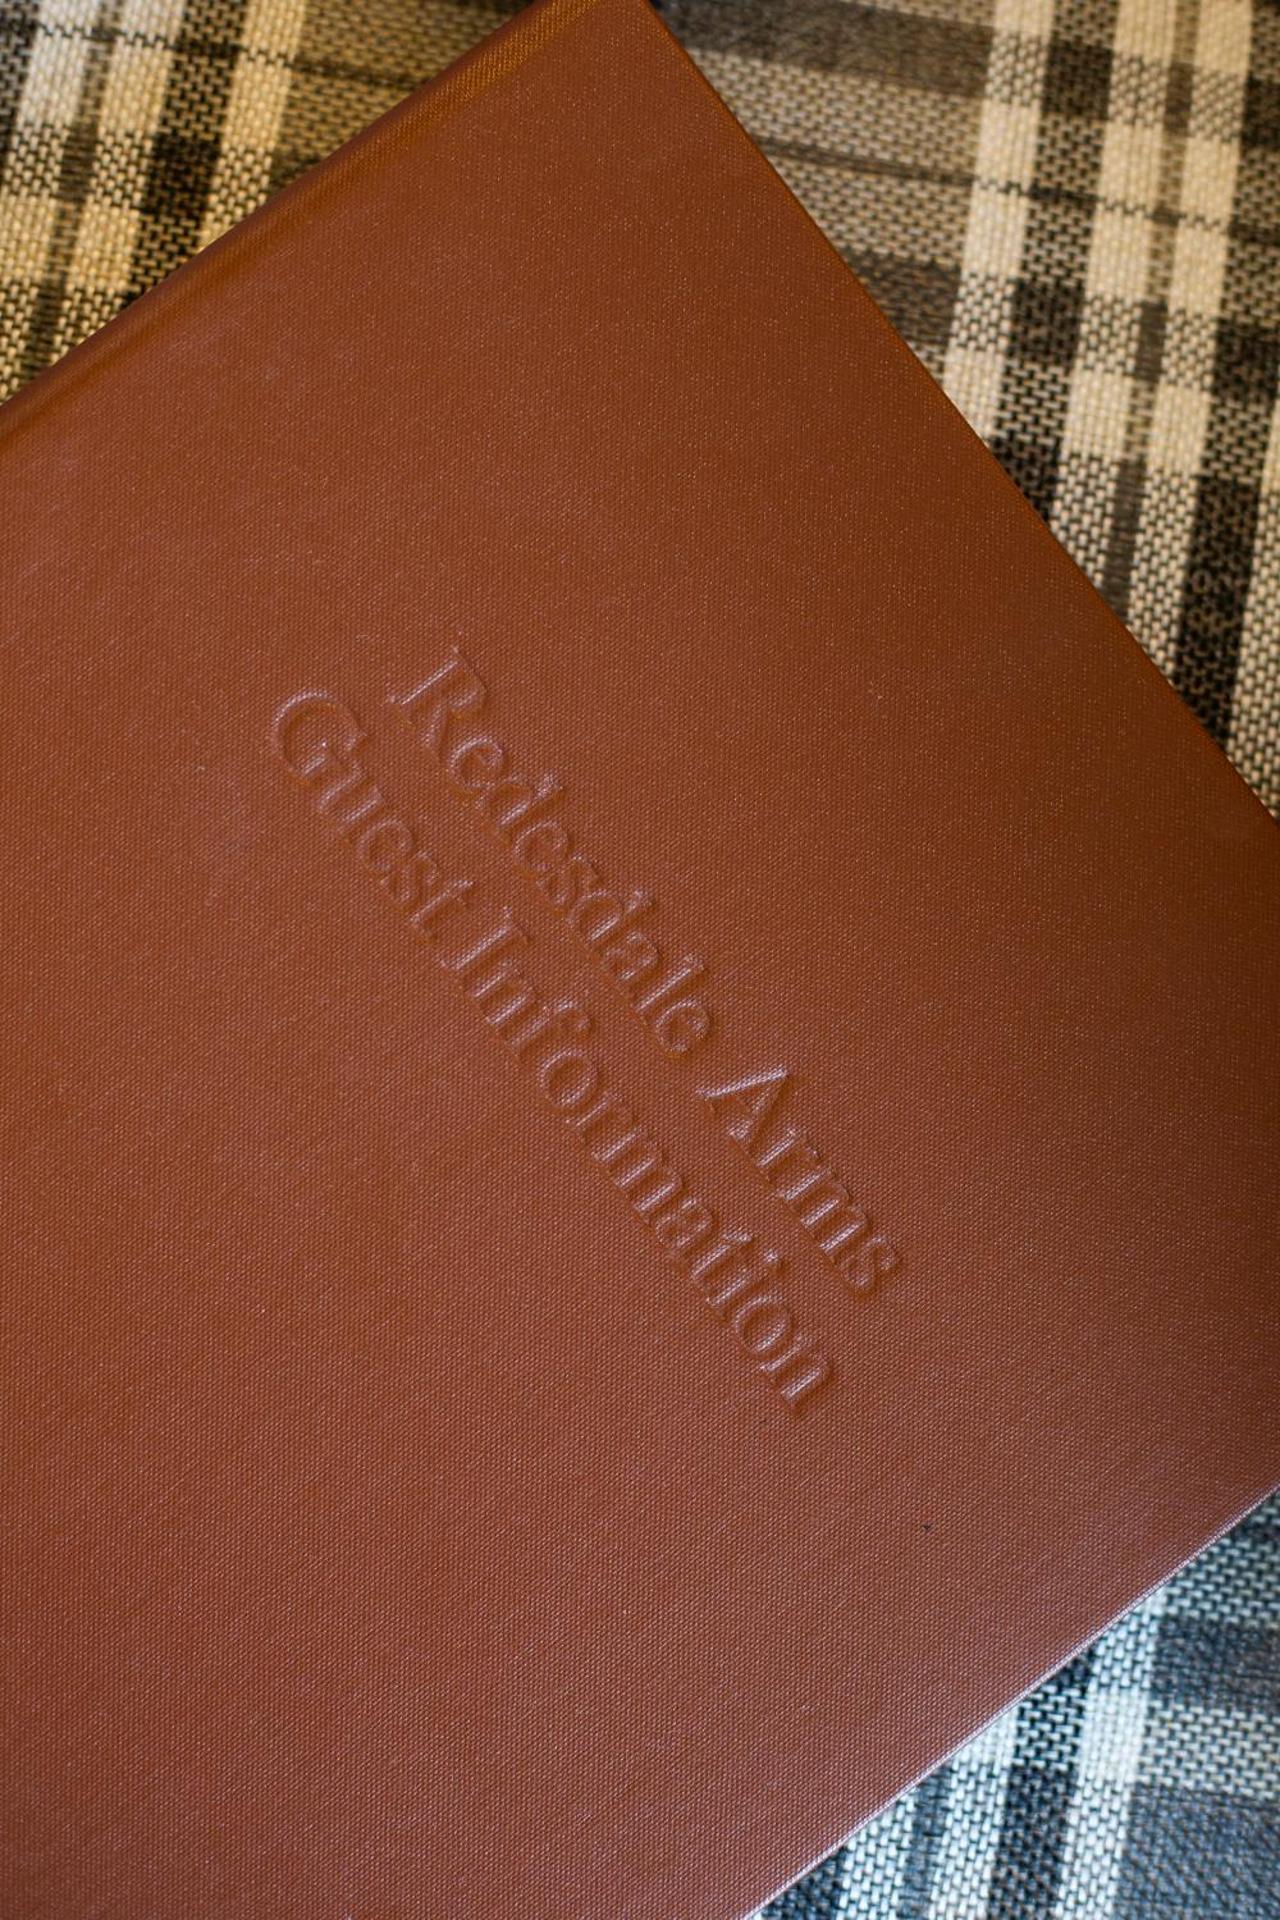 Redesdale Arms
Guest Information